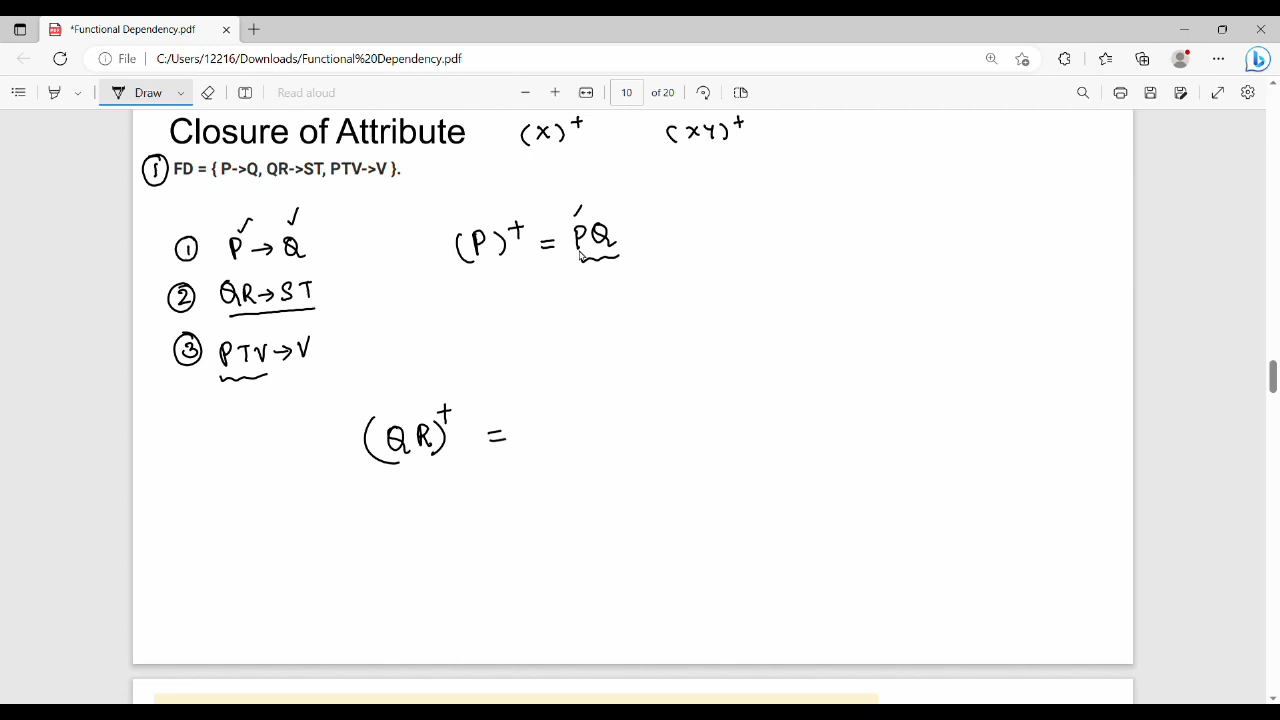 *Functional Dependency.pdf
File C:/Users/12216/Downloads/Functional%20Dependency.pdf
Draw Read aloud 10 of 20
Closure of Attribute (X)⁺ (XY)⁺
① FD = { P->Q, QR->ST, PTV->V }.
① P → Q (P)⁺ = PQ
② QR → ST
③ PTV → V
(QR)⁺ =